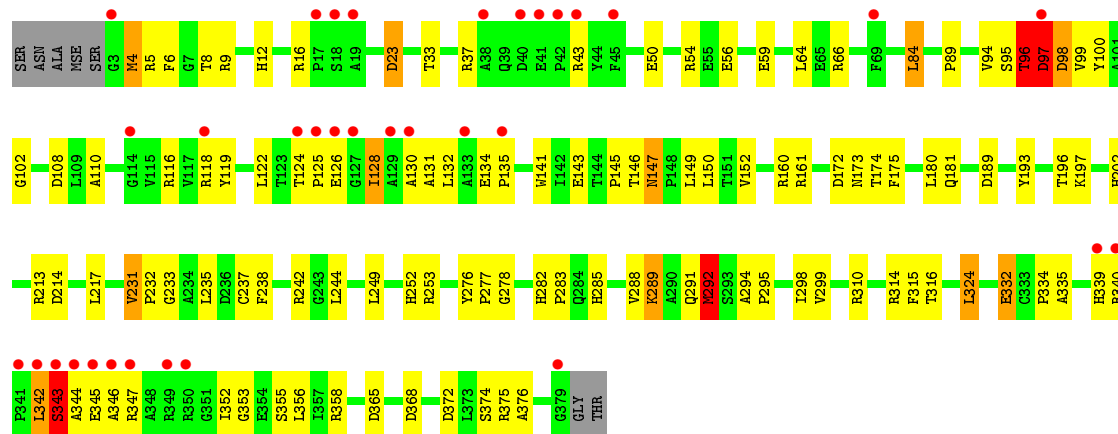 SER ASN ALA MSE SER G3 M4 R5 F6 G7 T8 R9 H12 R16 P17 S18 A19 D23 T33 R37 A38 Q39 D40 E41 P42 R43 Y44 F45 E50 R54 E55 E56 E59 L64 E65 R66 F69 L84 P89 V94 S95 T96 D97 D98 V99 Y100 A101
G102 D108 L109 A110 G114 V115 R116 V117 R118 Y119 L122 T123 T124 P125 E126 G127 I128 A129 A130 A131 L132 A133 E134 P135 W141 I142 E143 T144 P145 T146 N147 P148 L149 L150 T151 V152 R160 R161 D172 N173 T174 F175 L180 Q181 D189 Y193 T196 K197 H202
R213 D214 L217 V231 P232 G233 A234 L235 D236 C237 F238 R242 G243 L244 L249 H252 R253 Y276 P277 G278 H282 P283 Q284 H285 V288 K289 A290 Q291 M292 S293 A294 P295 I298 V299 R310 R314 F315 T316 L324 E332 C333 P334 A335 H339 R340
P341 L342 S343 A344 E345 A346 R347 A348 R349 R350 G351 I352 G353 E354 S355 L356 I357 R358 D365 D368 D372 L373 S374 R375 A376 G379 GLY THR